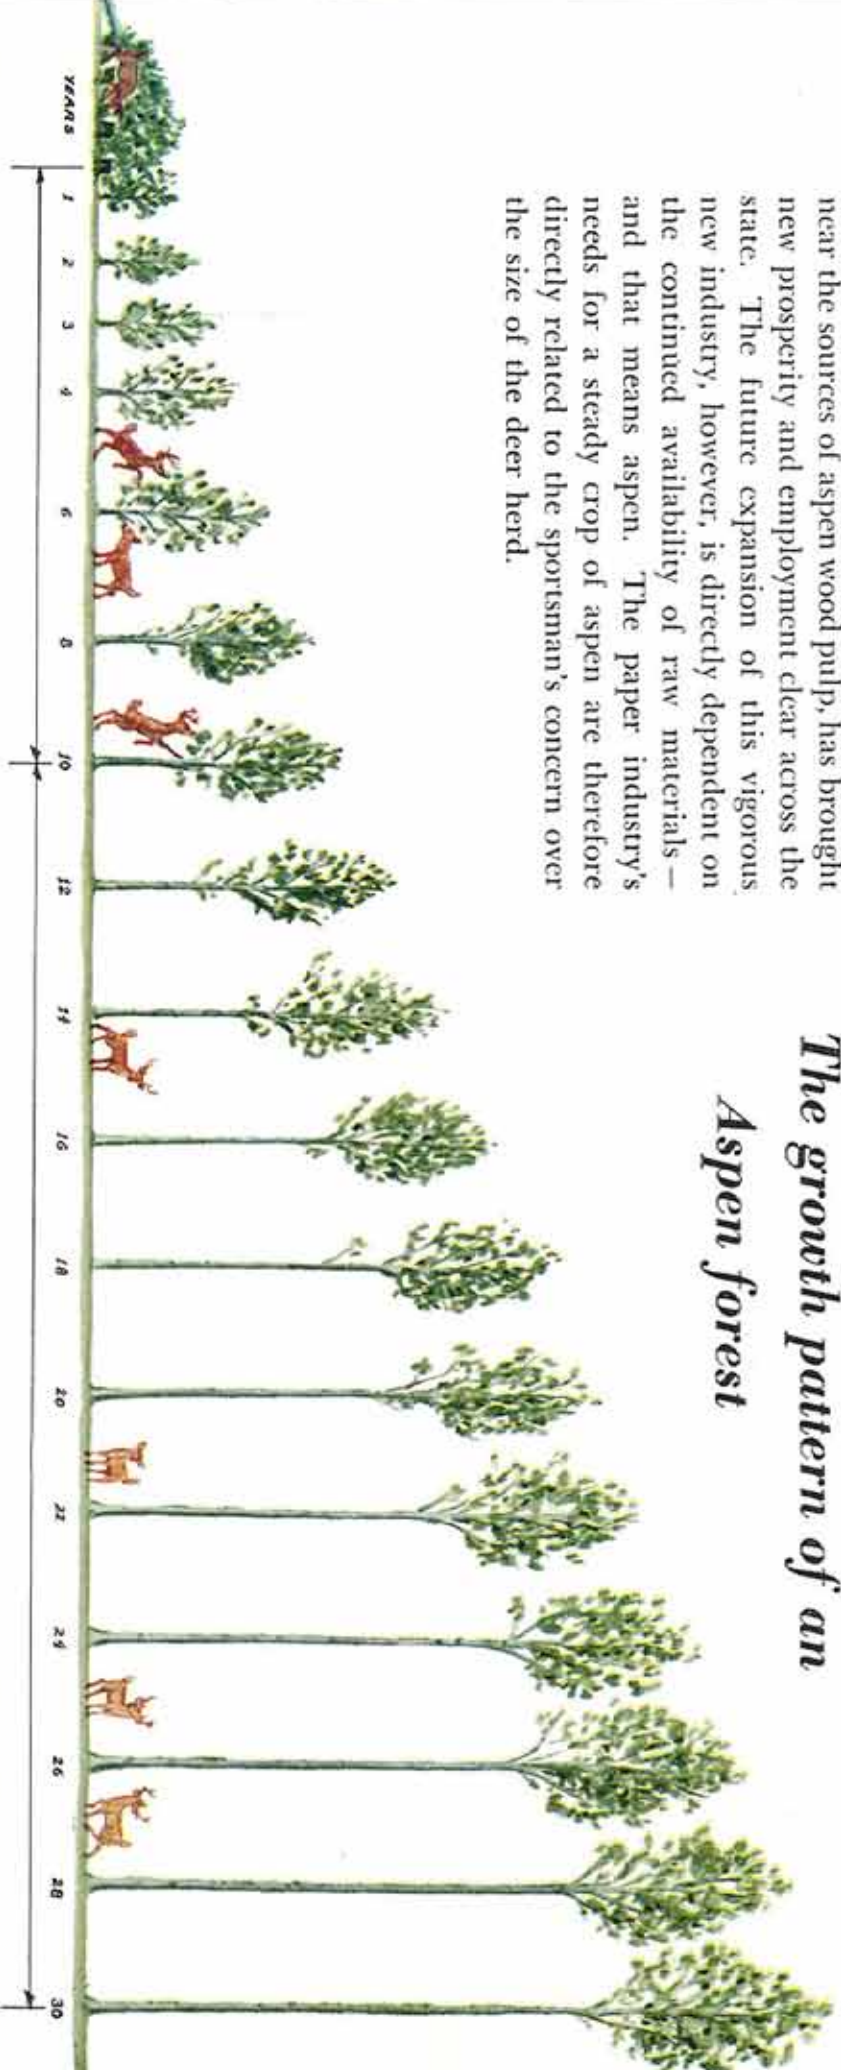 near the sources of aspen wood pulp, has brought
new prosperity and employment clear across the
state. The future expansion of this vigorous
new industry, however, is directly dependent on
the continued availability of raw materials —
and that means aspen. The paper industry's
needs for a steady crop of aspen are therefore
directly related to the sportsman's concern over
the size of the deer herd.
The growth pattern of an
Aspen forest
YEARS 1 2 3 4 6 8 10 12 14 16 18 20 22 24 26 28 30